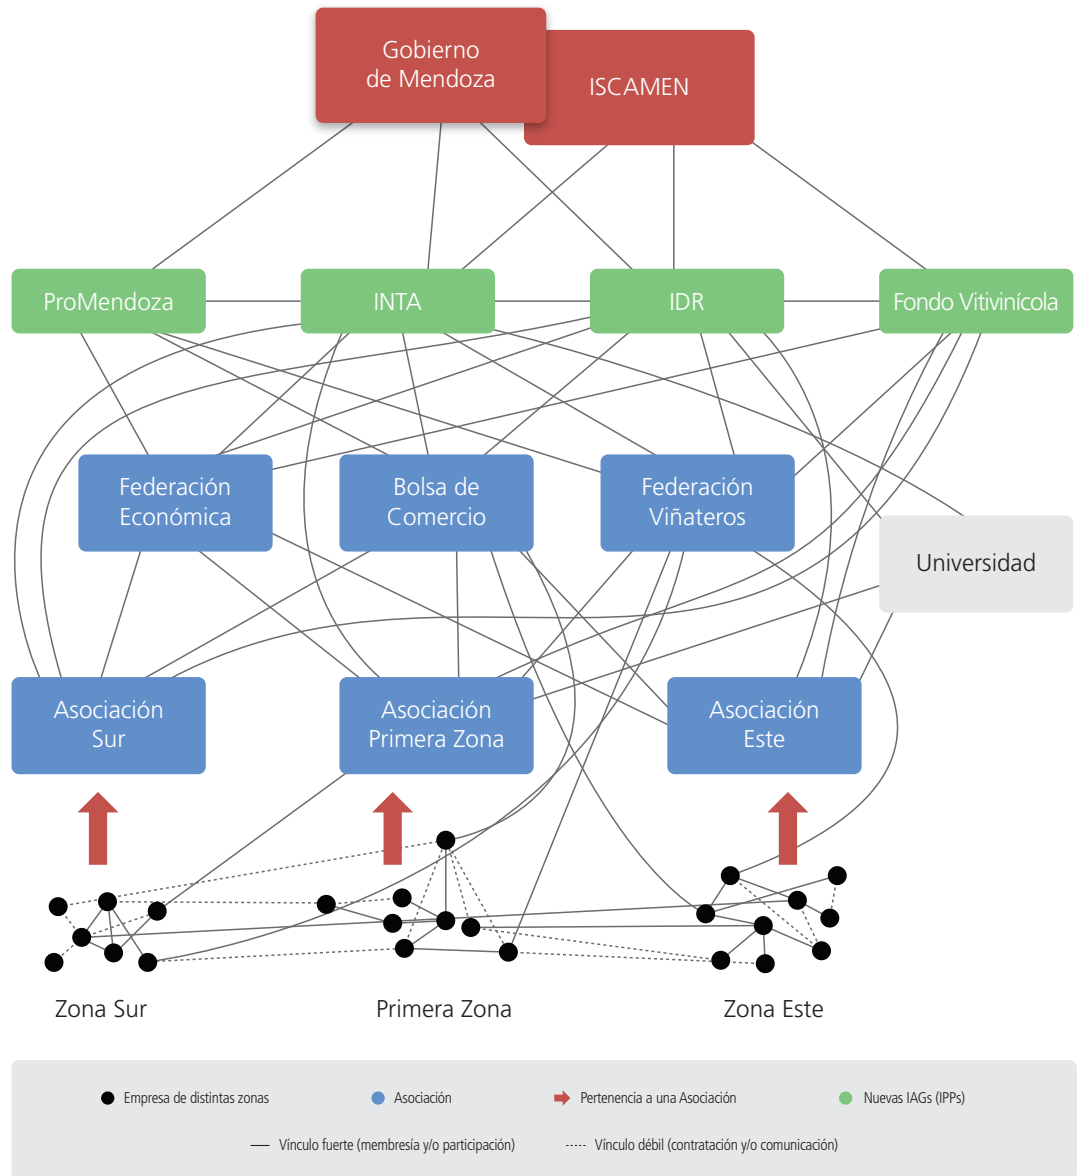 Gobierno
de Mendoza
ISCAMEN
ProMendoza
INTA
IDR
Fondo Vitivinícola
Federación
Económica
Bolsa de
Comercio
Federación
Viñateros
Universidad
Asociación
Sur
Asociación
Primera Zona
Asociación
Este
Zona Sur
Primera Zona
Zona Este
Empresa de distintas zonas
Asociación
Pertenencia a una Asociación
Nuevas IAGs (IPPs)
Vínculo fuerte (membresía y/o participación)
Vínculo débil (contratación y/o comunicación)